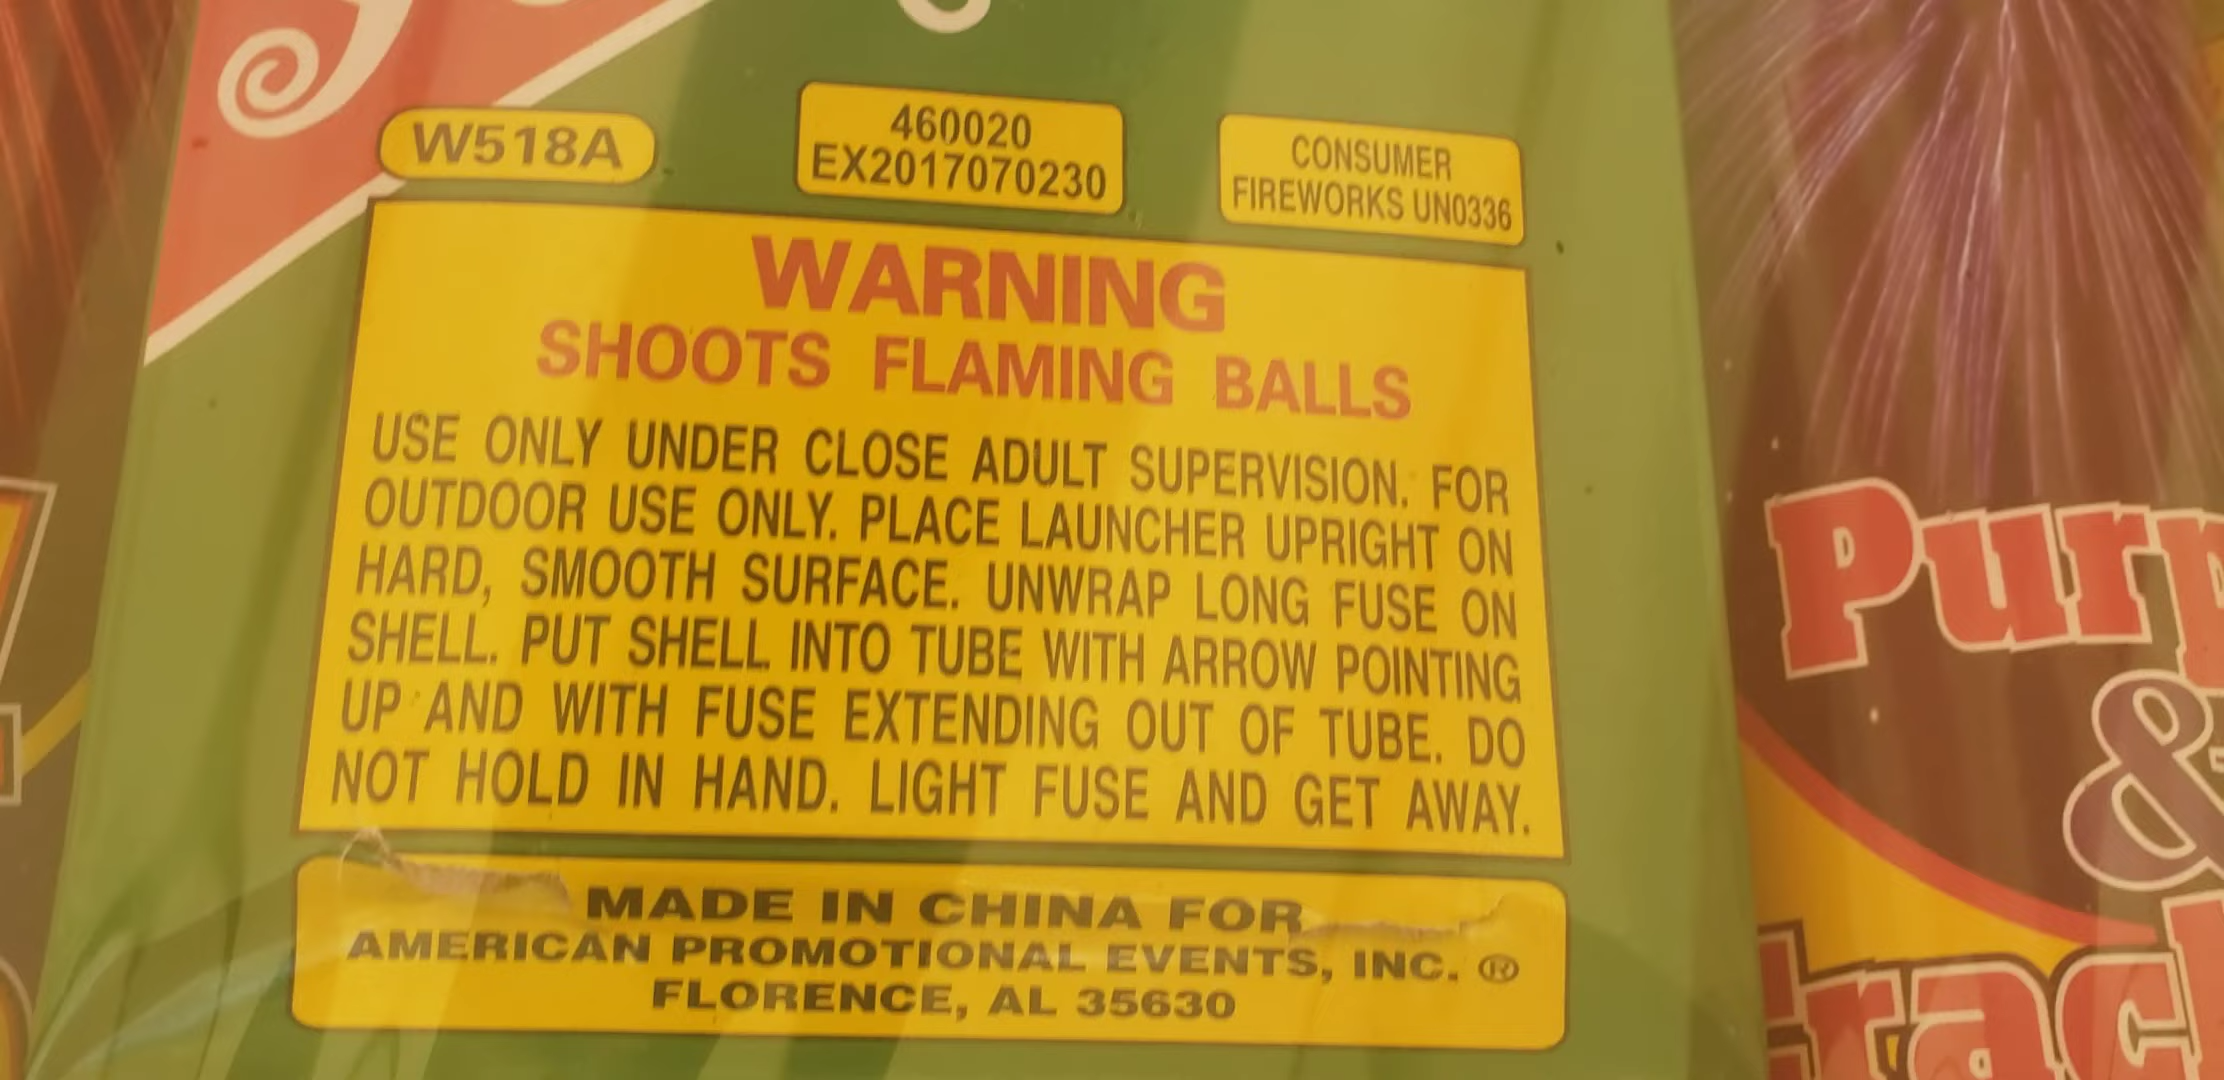 W518A
460020
EX2017070230
CONSUMER
FIREWORKS UN0336
WARNING
SHOOTS FLAMING BALLS
USE ONLY UNDER CLOSE ADULT SUPERVISION. FOR
OUTDOOR USE ONLY. PLACE LAUNCHER UPRIGHT ON
HARD, SMOOTH SURFACE. UNWRAP LONG FUSE ON
SHELL. PUT SHELL INTO TUBE WITH ARROW POINTING
UP AND WITH FUSE EXTENDING OUT OF TUBE. DO
NOT HOLD IN HAND. LIGHT FUSE AND GET AWAY.
MADE IN CHINA FOR
AMERICAN PROMOTIONAL EVENTS, INC. ®
FLORENCE, AL 35630
&